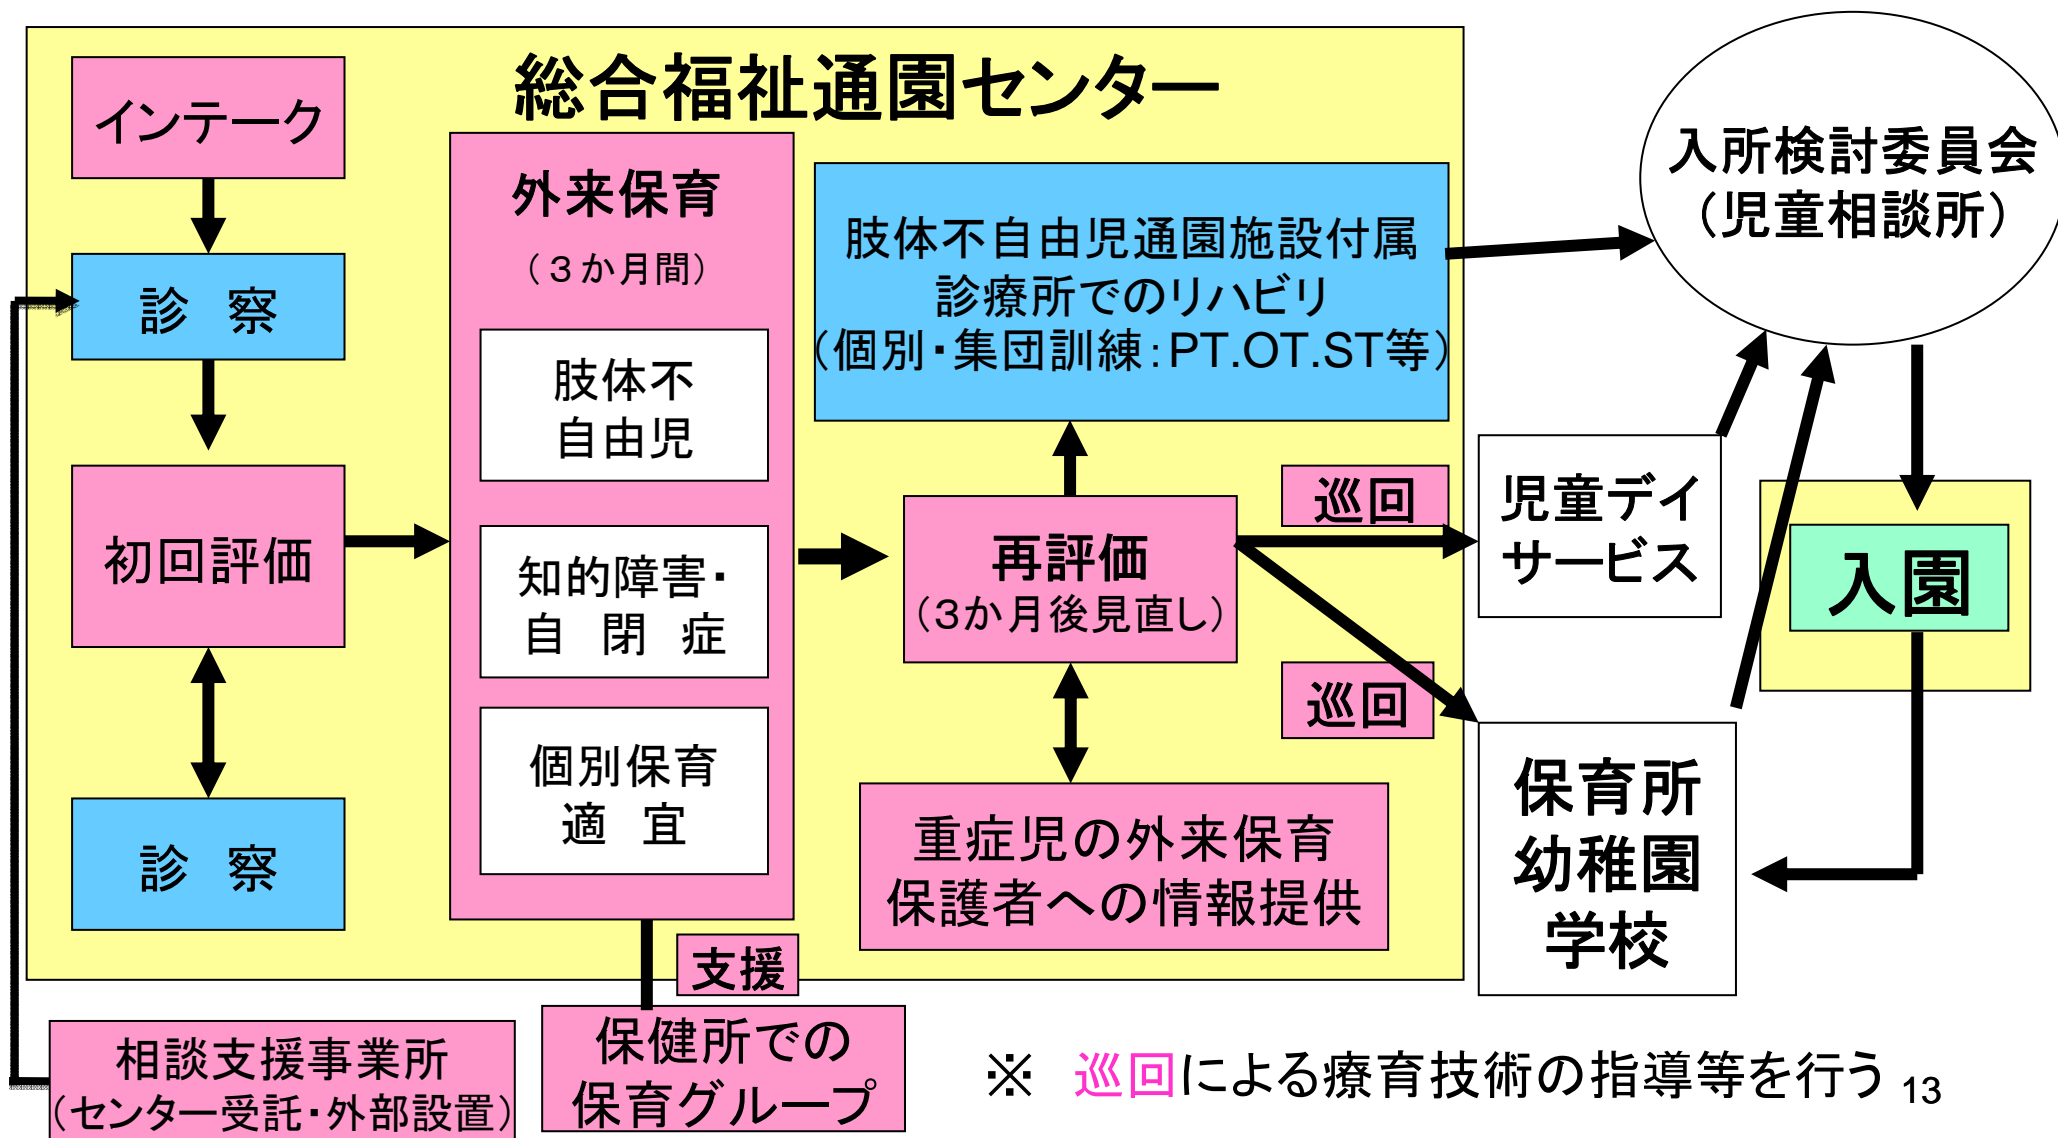 総合福祉通園センター
インテーク
診　察
初回評価
診　察
外来保育
（３か月間）
肢体不
自由児
知的障害・
自　閉　症
個別保育
適　宜
肢体不自由児通園施設付属
診療所でのリハビリ
（個別・集団訓練：PT.OT.ST等）
再評価
（3か月後見直し）
巡回
巡回
重症児の外来保育
保護者への情報提供
支援
保健所での
保育グループ
相談支援事業所
（センター受託・外部設置）
入所検討委員会
（児童相談所）
児童デイ
サービス
入園
保育所
幼稚園
学校
※　巡回による療育技術の指導等を行う
13